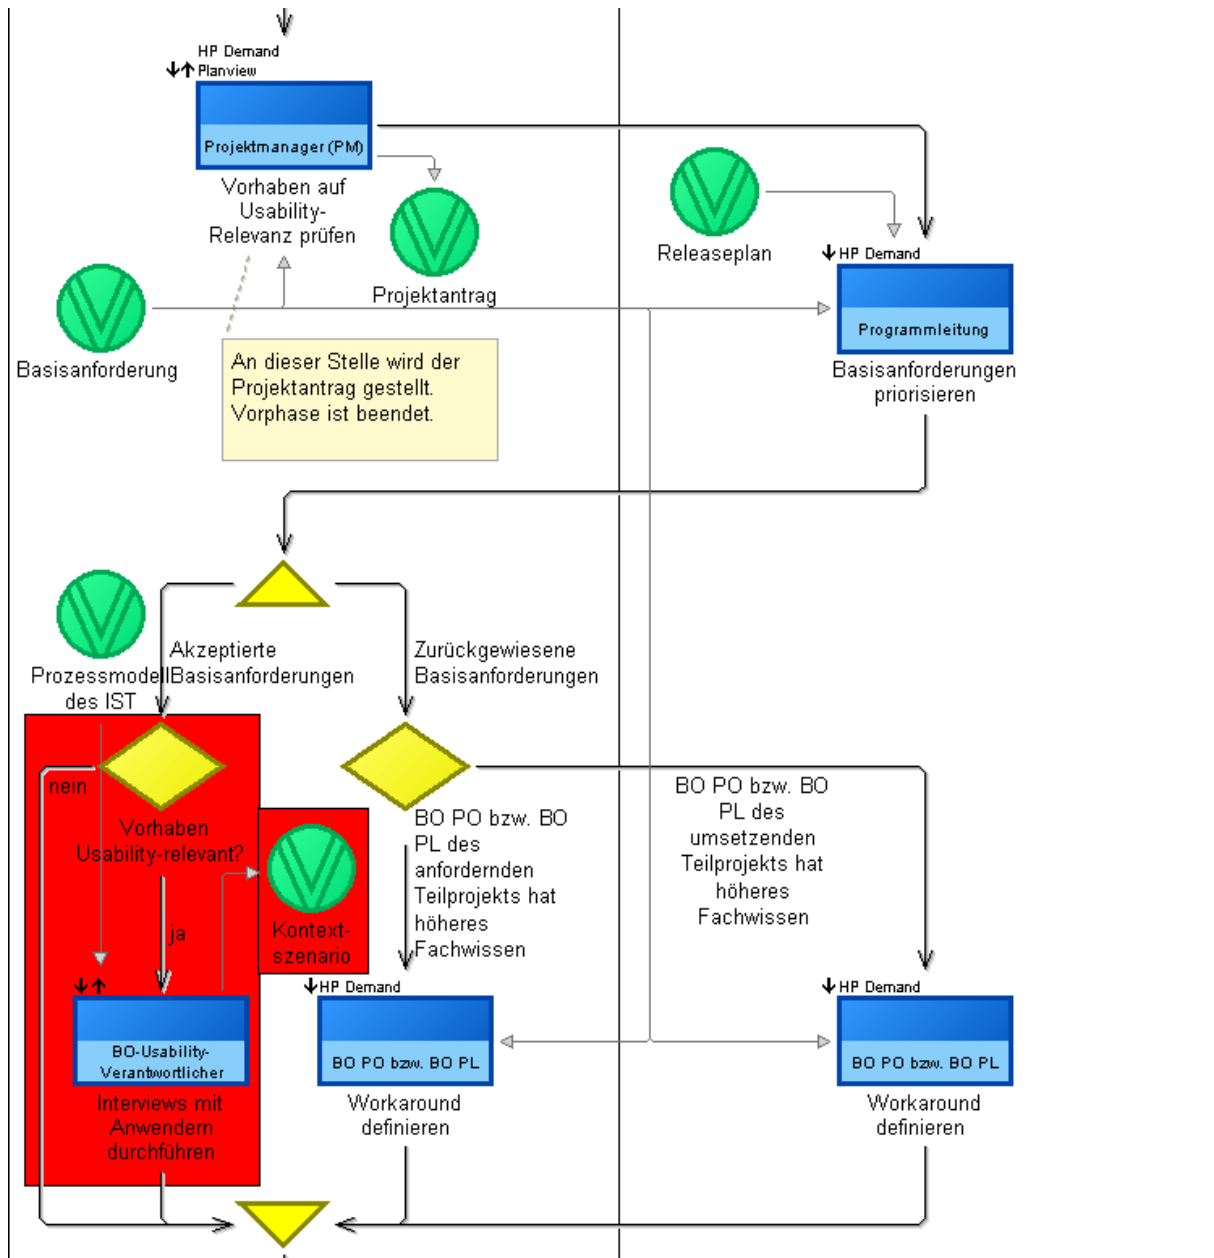 HP Demand
Planview
Projektmanager (PM)
Vorhaben auf
Usability-
Relevanz prüfen
Projektantrag
Releaseplan
HP Demand
Programmleitung
Basisanforderungen
priorisieren
Basisanforderung
An dieser Stelle wird der
Projektantrag gestellt.
Vorphase ist beendet.
Prozessmodell
des IST
Akzeptierte
Basisanforderungen
Zurückgewiesene
Basisanforderungen
nein
Vorhaben
Usability-relevant?
ja
Kontext-
szenario
BO PO bzw. BO
PL des
anfordernden
Teilprojekts hat
höheres
Fachwissen
BO PO bzw. BO
PL des
umsetzenden
Teilprojekts hat
höheres
Fachwissen
BO-Usability-
Verantwortlicher
Interviews mit
Anwendern
durchführen
HP Demand
BO PO bzw. BO PL
Workaround
definieren
HP Demand
BO PO bzw. BO PL
Workaround
definieren